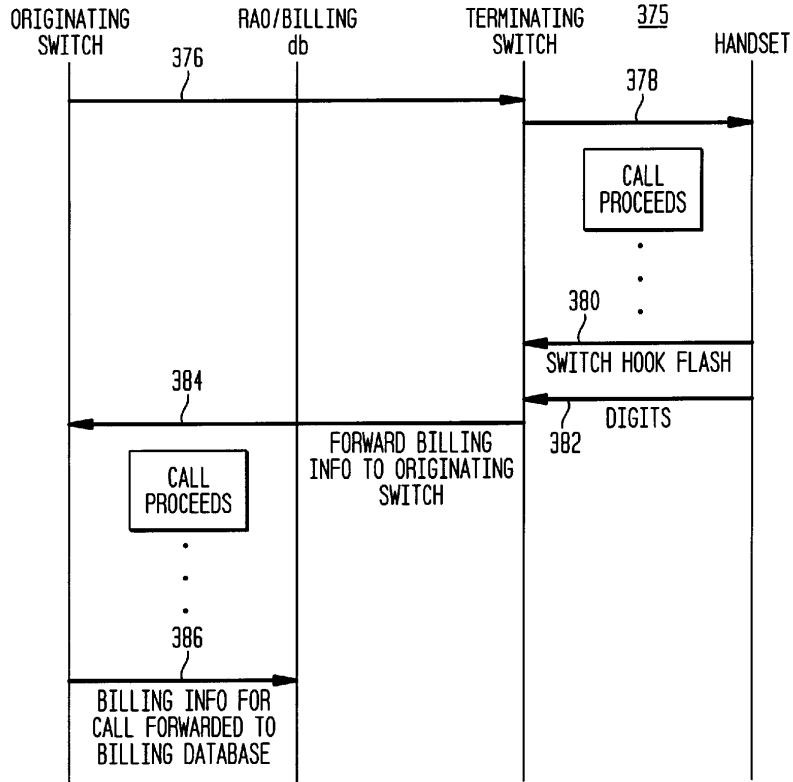 ORIGINATING
SWITCH
RAO/BILLING
db
TERMINATING
SWITCH
375
HANDSET
376
378
CALL
PROCEEDS
380
SWITCH HOOK FLASH
384
DIGITS
382
FORWARD BILLING
INFO TO ORIGINATING
SWITCH
CALL
PROCEEDS
386
BILLING INFO FOR
CALL FORWARDED TO
BILLING DATABASE